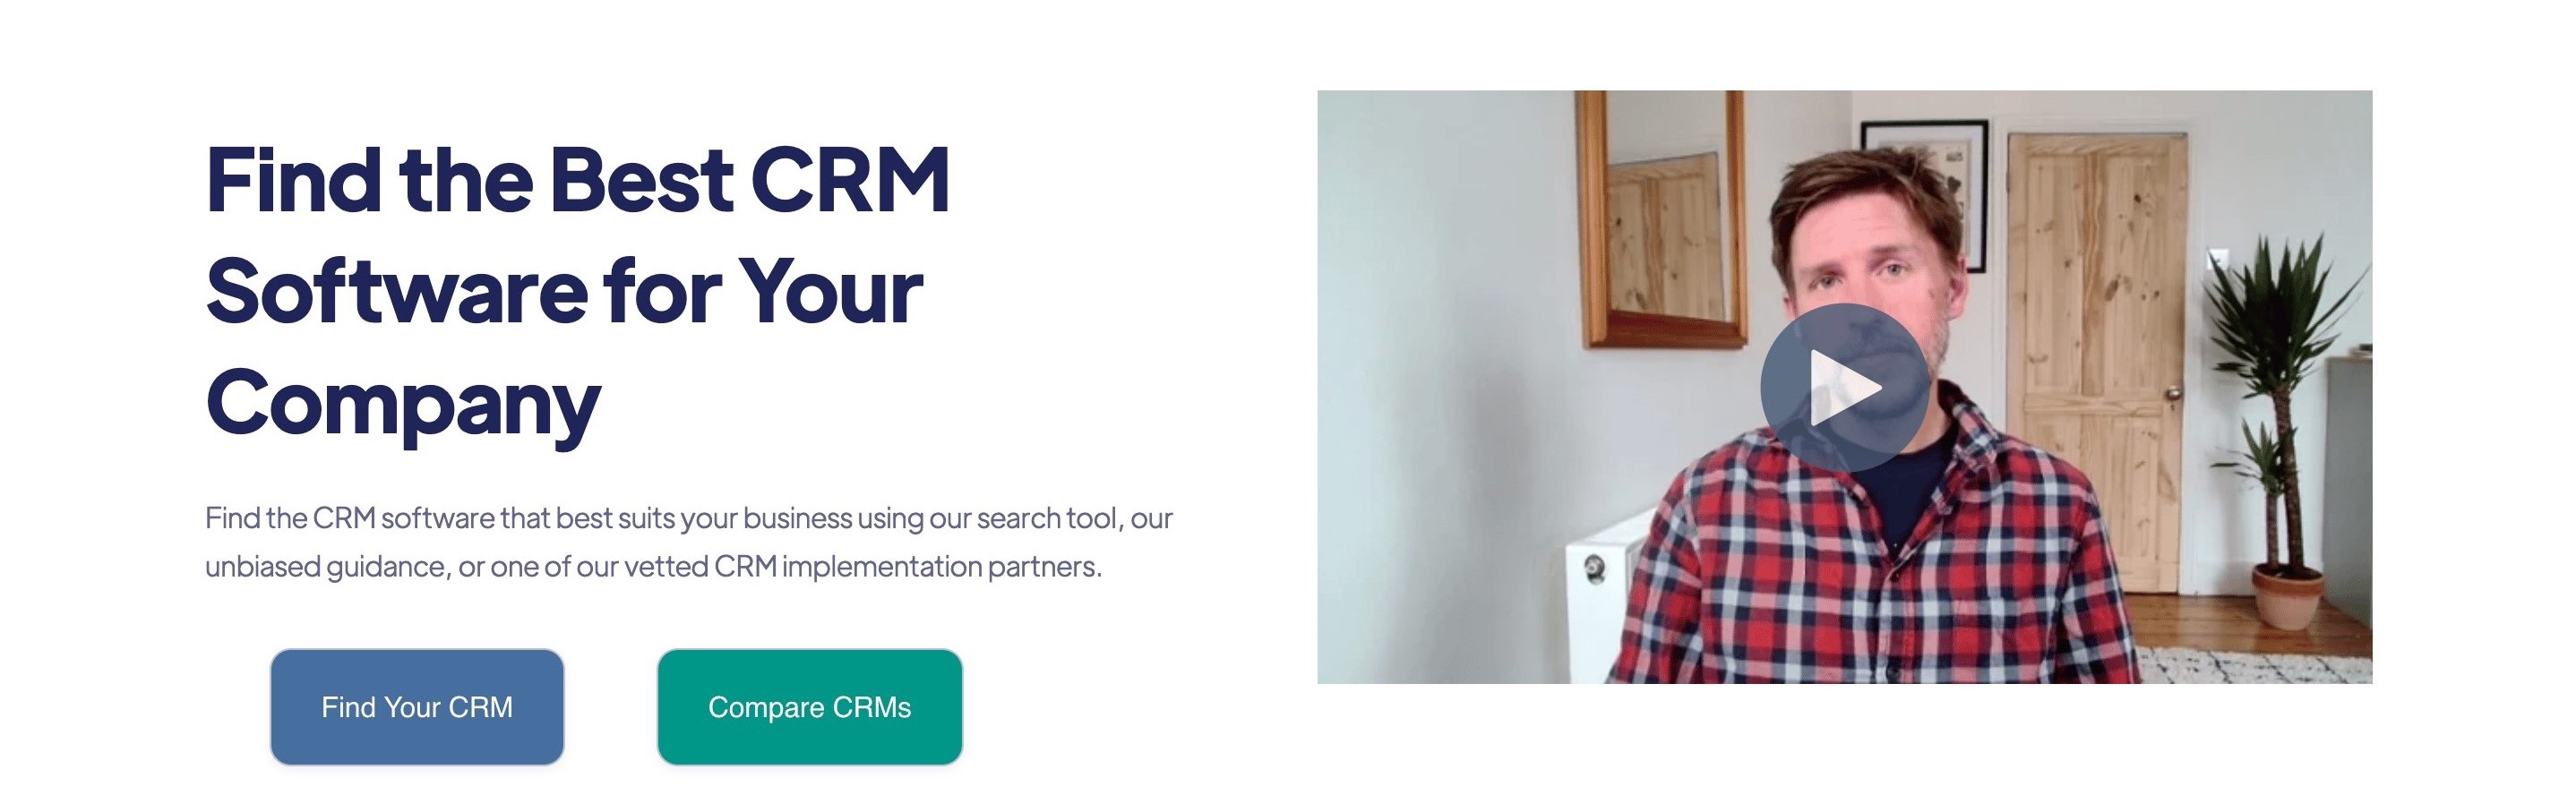 Find the Best CRM
Software for Your
Company
Find the CRM software that best suits your business using our search tool, our
unbiased guidance, or one of our vetted CRM implementation partners.
Find Your CRM
Compare CRMs